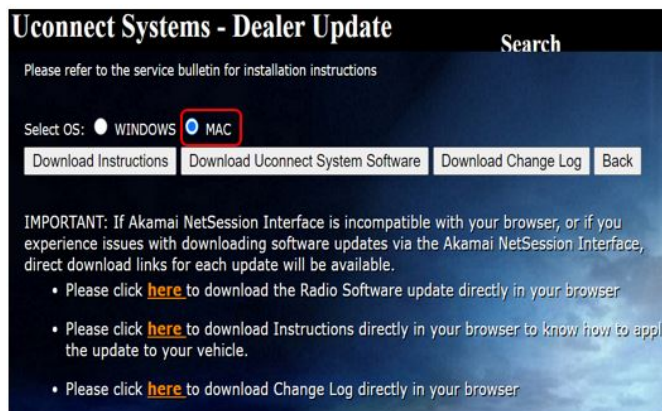 Uconnect Systems - Dealer Update
Search
Please refer to the service bulletin for installation instructions
Select OS: WINDOWS MAC
Download Instructions Download Uconnect System Software Download Change Log Back
IMPORTANT: If Akamai NetSession Interface is incompatible with your browser, or if you
experience issues with downloading software updates via the Akamai NetSession Interface,
direct download links for each update will be available.
• Please click here to download the Radio Software update directly in your browser
• Please click here to download Instructions directly in your browser to know how to appl
the update to your vehicle.
• Please click here to download Change Log directly in your browser